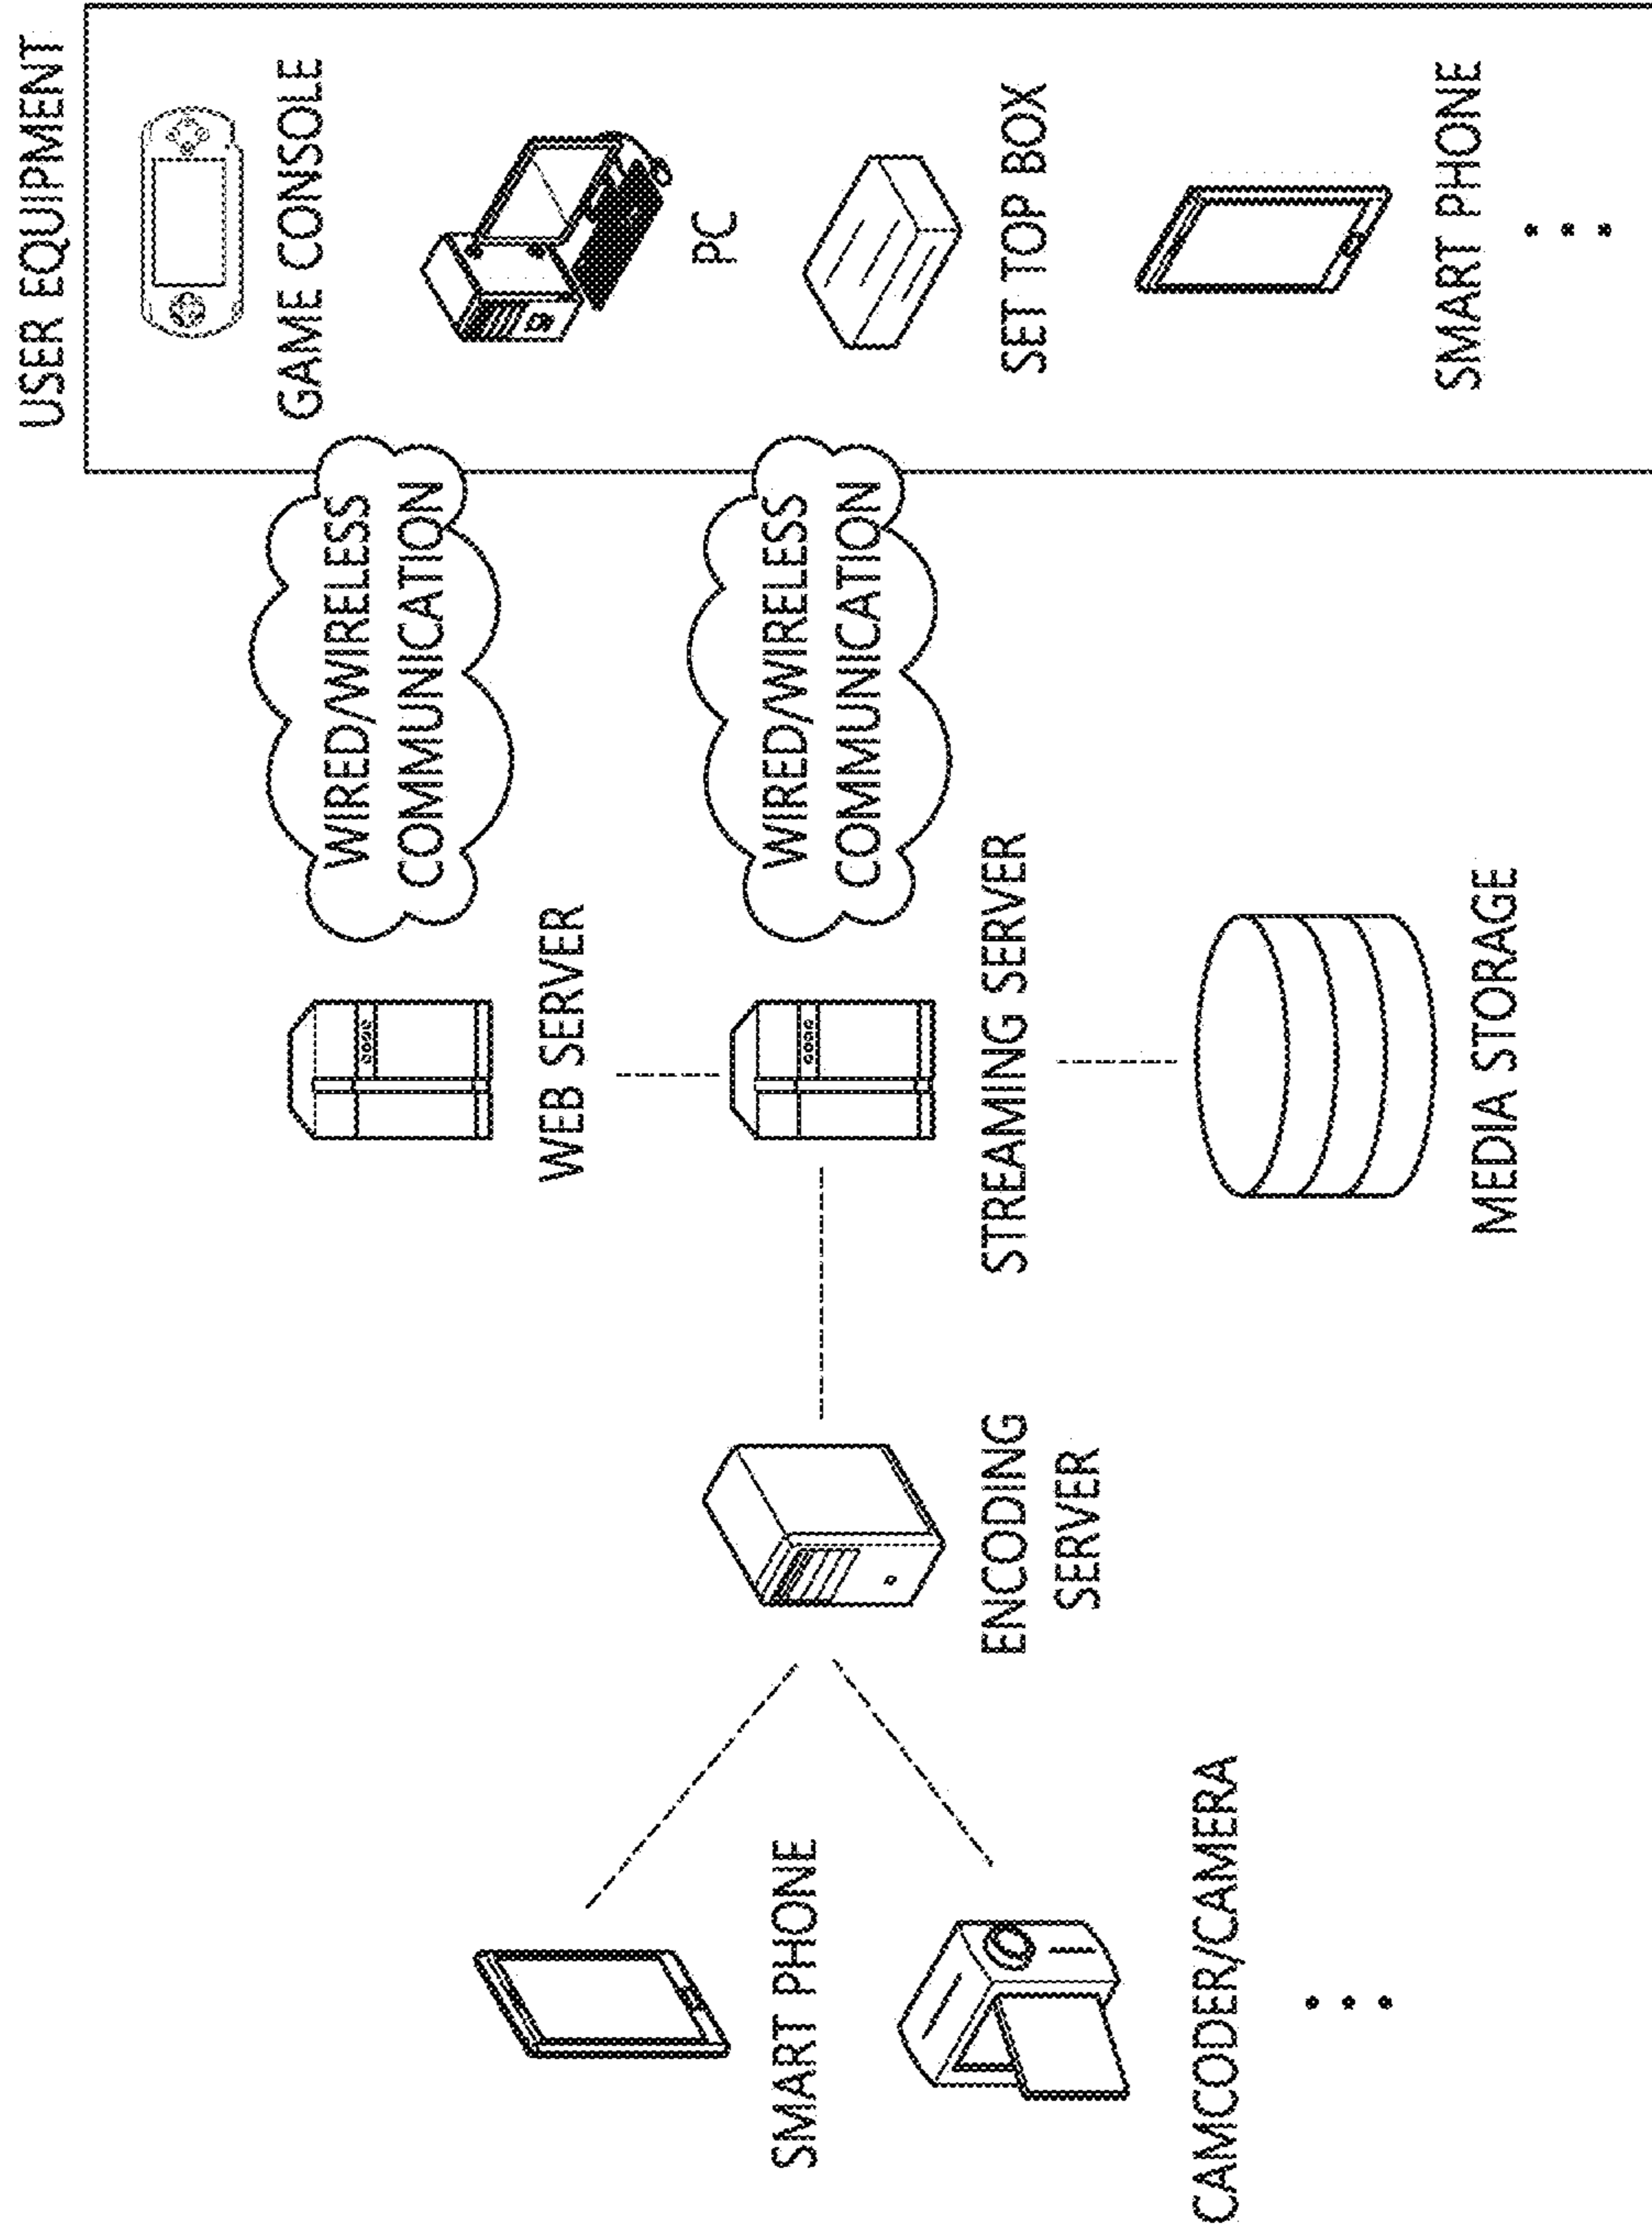 SMART PHONE
CAMCODER/CAMERA
ENCODING
SERVER
WEB SERVER
STREAMING SERVER
MEDIA STORAGE
WIRED/WIRELESS
COMMUNICATION
WIRED/WIRELESS
COMMUNICATION
USER EQUIPMENT
GAME CONSOLE
PC
SET TOP BOX
SMART PHONE